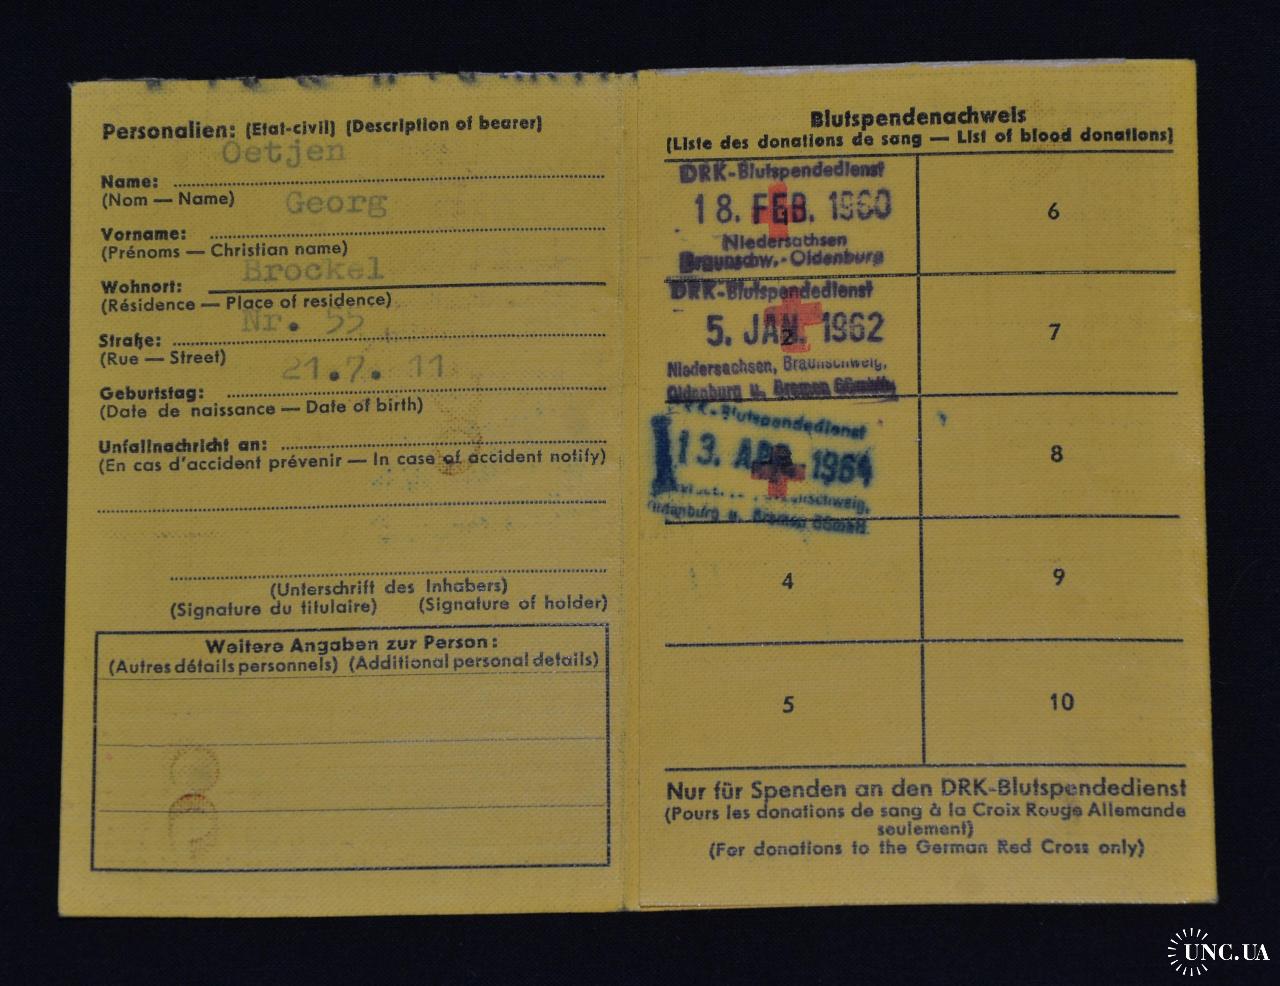 Personalien: (Etat-civil) (Description of bearer)
Oetjen
Name:
(Nom — Name)
Georg
Vorname:
(Prénoms — Christian name)
Brockel
Wohnort:
(Résidence — Place of residence)
Nr. 55
Straße:
(Rue — Street)
21.7. 11
Geburtstag:
(Date de naissance — Date of birth)
Unfallnachricht an:
(En cas d'accident prévenir — In case of accident notify)
(Unterschrift des Inhabers)
(Signature du titulaire) (Signature of holder)
Weitere Angaben zur Person:
(Autres détails personnels) (Additional personal details)
Blutspendenachweis
(Liste des donations de sang — List of blood donations)
DRK-Blutspendedienst
18. FEB. 1960
Niedersachsen
Braunschw.-Oldenburg
DRK-Blutspendedienst
5. JAN. 1962
2
Niedersachsen, Braunschweig,
Oldenburg u. Bremen GGmbH.
DRK-Blutspendedienst
13. APR. 1964
Braunschweig,
Oldenburg u. Bremen GGmbH.
4
5
6
7
8
9
10
Nur für Spenden an den DRK-Blutspendedienst
(Pours les donations de sang à la Croix Rouge Allemande
seulement)
(For donations to the German Red Cross only)
UNC.UA